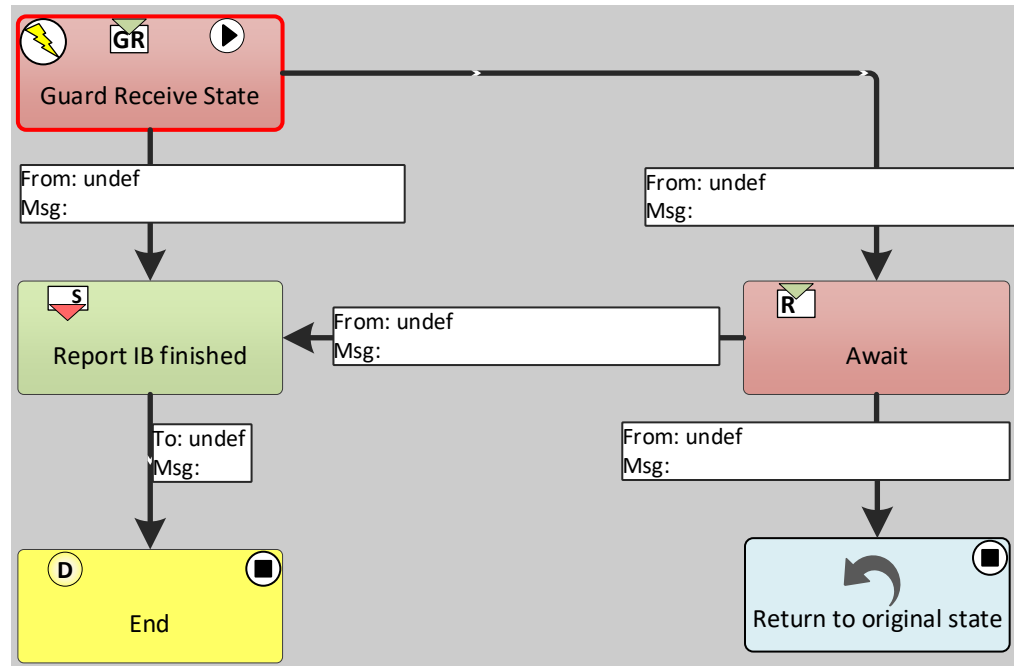 GR
Guard Receive State
From: undef
Msg:
From: undef
Msg:
S
Report IB finished
From: undef
Msg:
R
Await
To: undef
Msg:
From: undef
Msg:
D
End
Return to original state